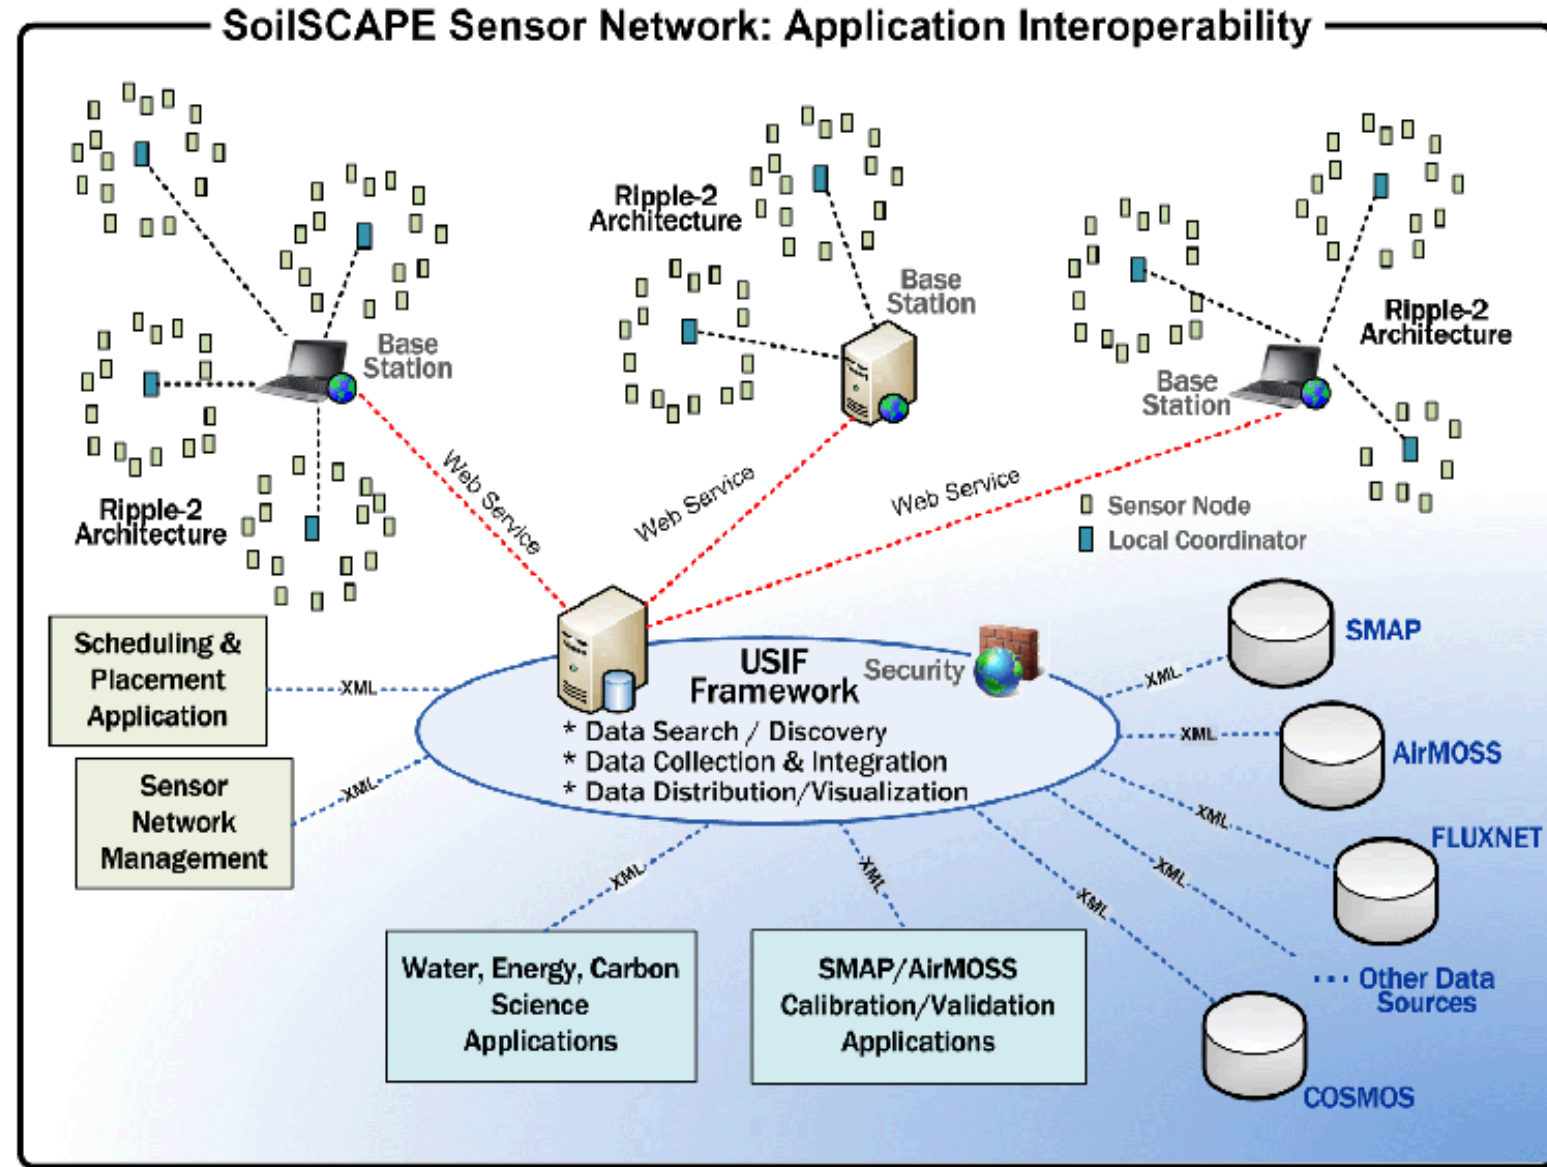 SoilSCAPE Sensor Network: Application Interoperability
Ripple-2
Architecture
Base
Station
Ripple-2
Architecture
Base
Station
Ripple-2
Architecture
Base
Station
Ripple-2
Architecture
Web Service
Web Service
Web Service
Sensor Node
Local Coordinator
Scheduling &
Placement
Application
XML
Sensor
Network
Management
XML
USIF
Framework
Security
* Data Search / Discovery
* Data Collection & Integration
* Data Distribution/Visualization
XML
SMAP
XML
AirMOSS
XML
FLUXNET
XML
Other Data
Sources
XML
COSMOS
XML
Water, Energy, Carbon
Science
Applications
XML
SMAP/AirMOSS
Calibration/Validation
Applications